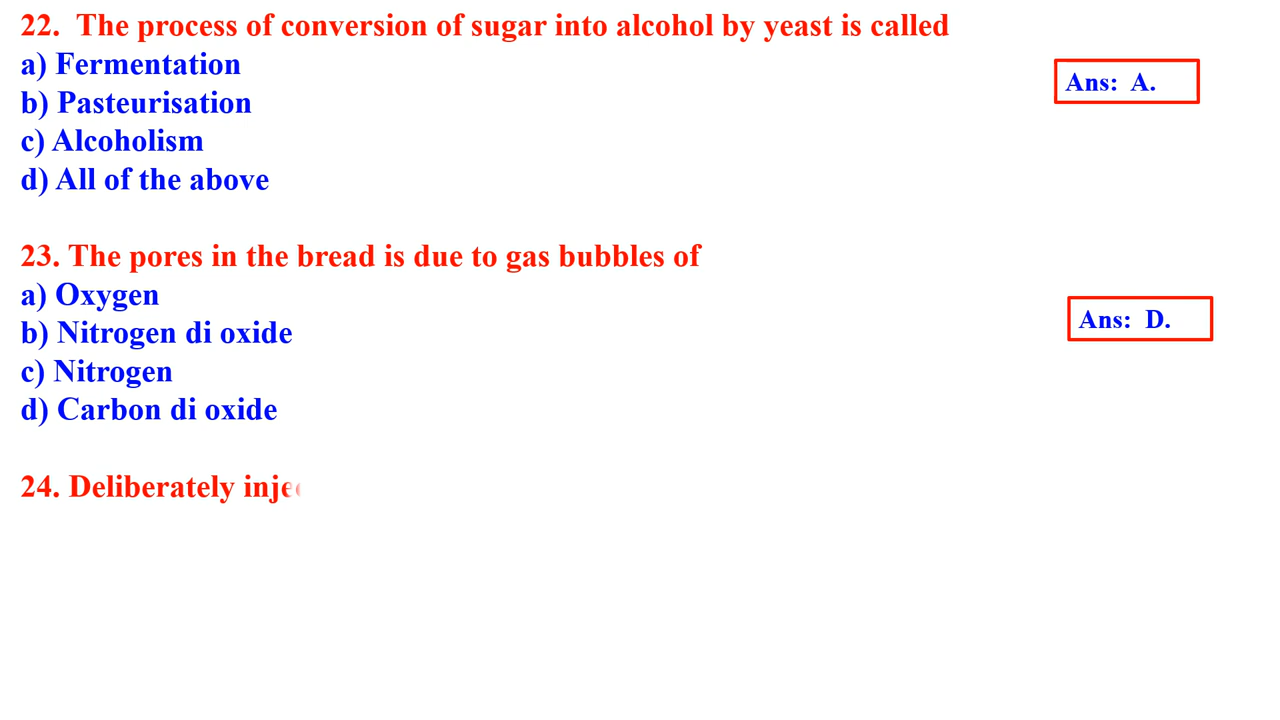 22. The process of conversion of sugar into alcohol by yeast is called
a) Fermentation
Ans: A.
b) Pasteurisation
c) Alcoholism
d) All of the above
23. The pores in the bread is due to gas bubbles of
a) Oxygen
Ans: D.
b) Nitrogen di oxide
c) Nitrogen
d) Carbon di oxide
24. Deliberately